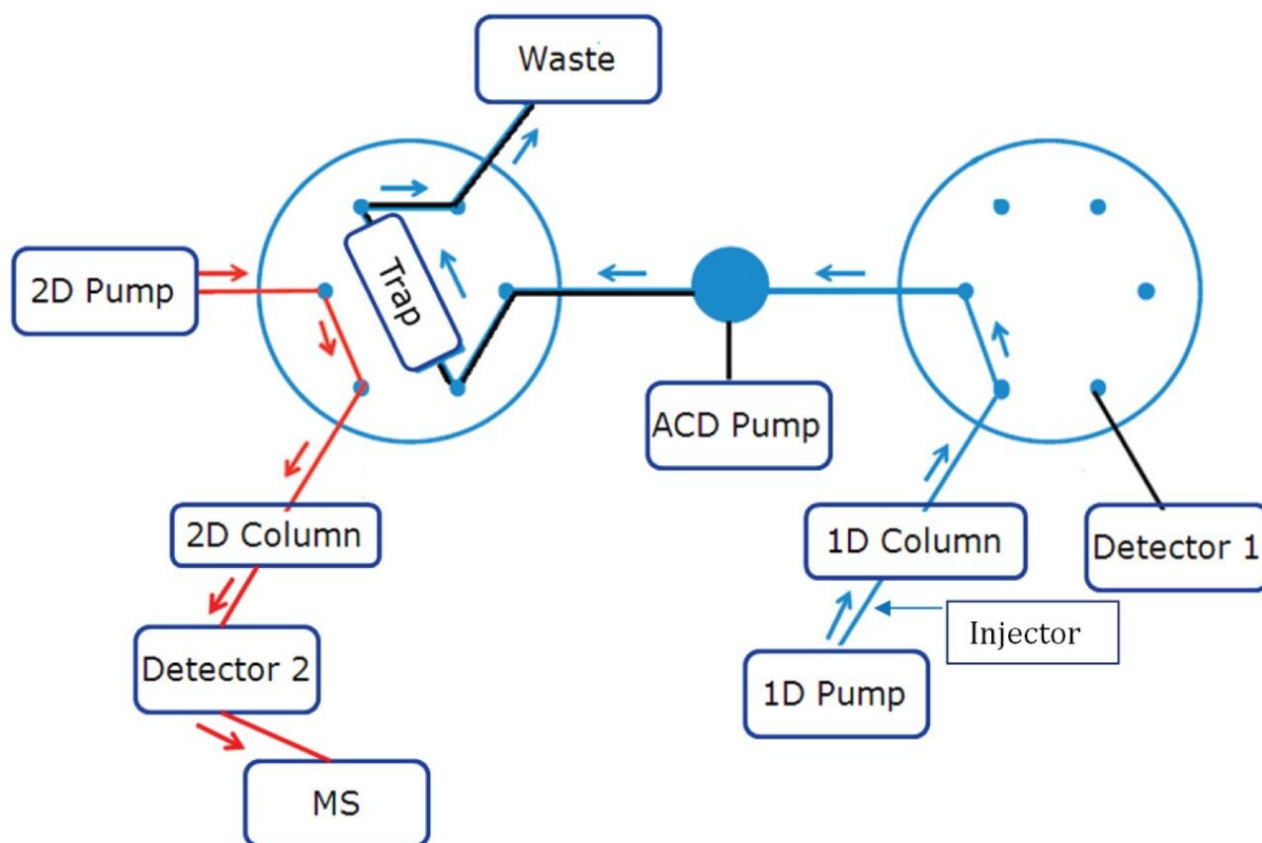 Waste
2D Pump
Trap
ACD Pump
2D Column
1D Column
Detector 1
Injector
Detector 2
1D Pump
MS